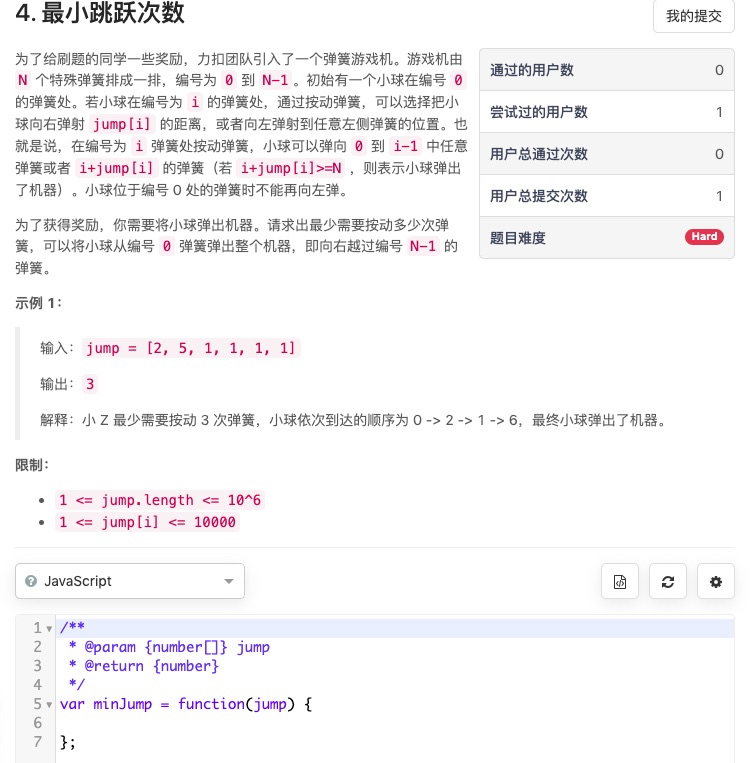 4. 最小跳跃次数
我的提交
为了给刷题的同学一些奖励，力扣团队引入了一个弹簧游戏机。游戏机由
N 个特殊弹簧排成一排，编号为 0 到 N-1 。初始有一个小球在编号 0
的弹簧处。若小球在编号为 i 的弹簧处，通过按动弹簧，可以选择把小
球向右弹射 jump[i] 的距离，或者向左弹射到任意左侧弹簧的位置。也
就是说，在编号为 i 弹簧处按动弹簧，小球可以弹向 0 到 i-1 中任意
弹簧或者 i+jump[i] 的弹簧（若 i+jump[i]>=N ，则表示小球弹出
了机器）。小球位于编号 0 处的弹簧时不能再向左弹。
为了获得奖励，你需要将小球弹出机器。请求出最少需要按动多少次弹
簧，可以将小球从编号 0 弹簧弹出整个机器，即向右越过编号 N-1 的
弹簧。
通过的用户数 0
尝试过的用户数 1
用户总通过次数 0
用户总提交次数 1
题目难度 Hard
示例 1：
输入： jump = [2, 5, 1, 1, 1, 1]
输出： 3
解释：小 Z 最少需要按动 3 次弹簧，小球依次到达的顺序为 0 -> 2 -> 1 -> 6，最终小球弹出了机器。
限制：
• 1 <= jump.length <= 10^6
• 1 <= jump[i] <= 10000
JavaScript
1 /**
2 * @param {number[]} jump
3 * @return {number}
4 */
5 var minJump = function(jump) {
6
7 };